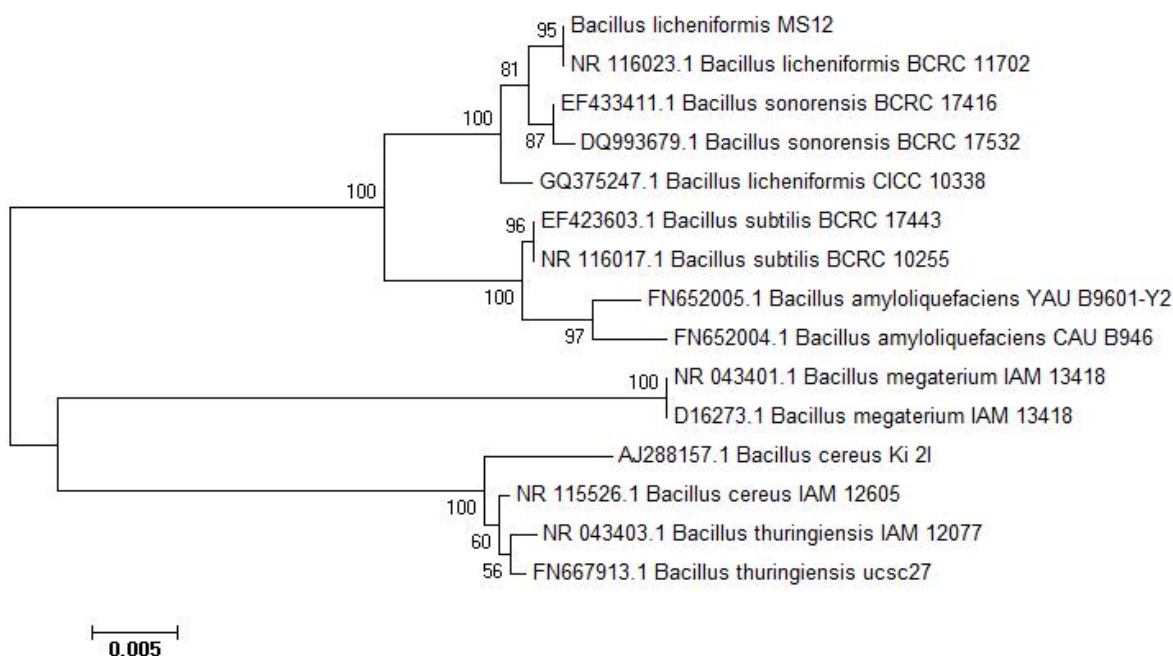 Bacillus licheniformis MS12
95
NR 116023.1 Bacillus licheniformis BCRC 11702
81
EF433411.1 Bacillus sonorensis BCRC 17416
100
87
DQ993679.1 Bacillus sonorensis BCRC 17532
GQ375247.1 Bacillus licheniformis CICC 10338
100
EF423603.1 Bacillus subtilis BCRC 17443
96
NR 116017.1 Bacillus subtilis BCRC 10255
100
FN652005.1 Bacillus amyloliquefaciens YAU B9601-Y2
97
FN652004.1 Bacillus amyloliquefaciens CAU B946
NR 043401.1 Bacillus megaterium IAM 13418
100
D16273.1 Bacillus megaterium IAM 13418
AJ288157.1 Bacillus cereus Ki 2l
NR 115526.1 Bacillus cereus IAM 12605
100
NR 043403.1 Bacillus thuringiensis IAM 12077
60
56
FN667913.1 Bacillus thuringiensis ucsc27
0.005